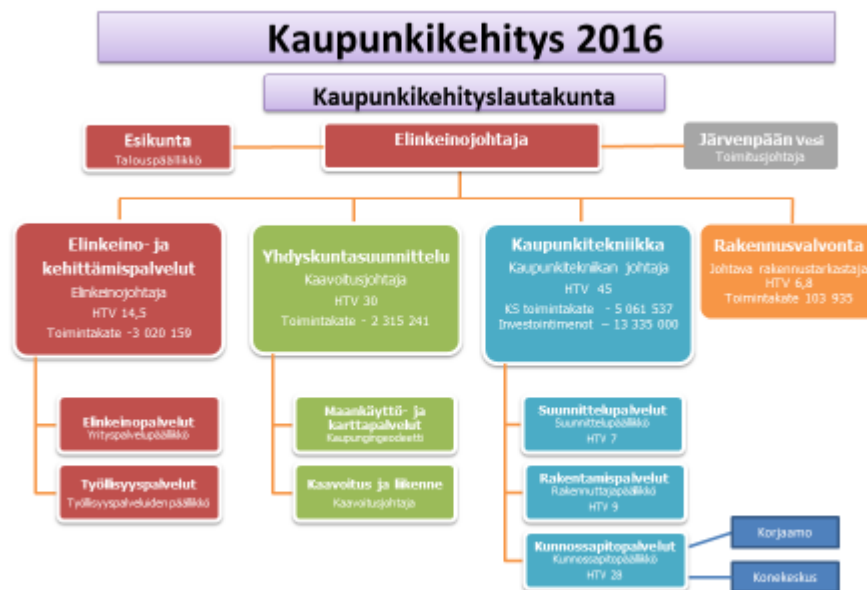 Kaupunkikehitys 2016
Kaupunkikehityslautakunta
Esikunta
Talouspäällikkö
Elinkeinojohtaja
Järvenpään Vesi
Toimitusjohtaja
Elinkeino- ja
kehittämispalvelut
Elinkeinojohtaja
HTV 14,5
Toimintakate -3 020 159
Yhdyskuntasuunnittelu
Kaavoitusjohtaja
HTV 30
Toimintakate - 2 315 241
Kaupunkitekniikka
Kaupunkitekniikan johtaja
HTV 45
KS toimintakate - 5 061 537
Investointimenot – 13 335 000
Rakennusvalvonta
Johtava rakennustarkastaja
HTV 6,8
Toimintakate 103 935
Elinkeinopalvelut
Yrityspalvelupäällikkö
Työllisyyspalvelut
Työllisyyspalveluiden päällikkö
Maankäyttö- ja
karttapalvelut
Kaupungingeodeetti
Kaavoitus ja liikenne
Kaavoitusjohtaja
Suunnittelupalvelut
Suunnittelupäällikkö
HTV 7
Rakentamispalvelut
Rakennuttajapäällikkö
HTV 9
Kunnossapitopalvelut
Kunnossapitopäällikkö
HTV 28
Korjaamo
Konekeskus